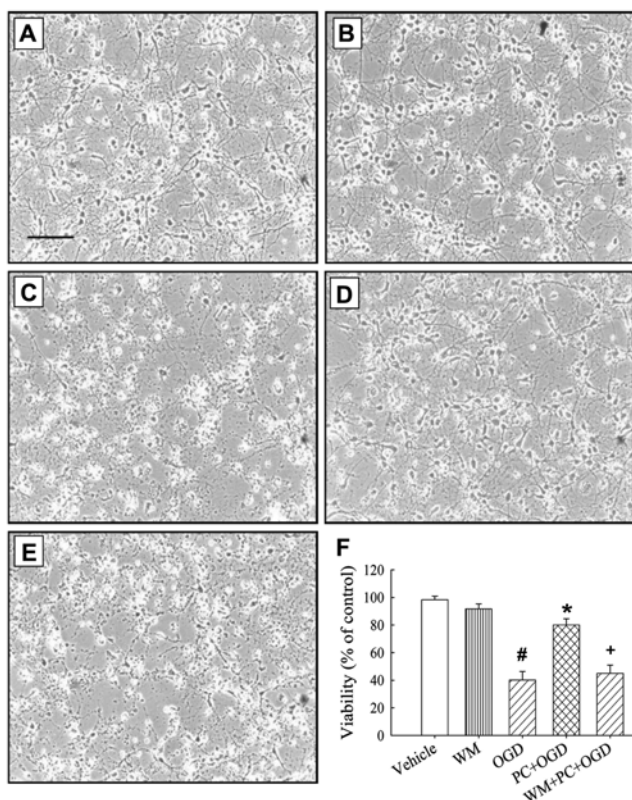 A
B
C
D
E
F
Viability (% of control)
120
100
80
60
40
20
0
#
*
+
Vehicle
WM
OGD
PC+OGD
WM+PC+OGD